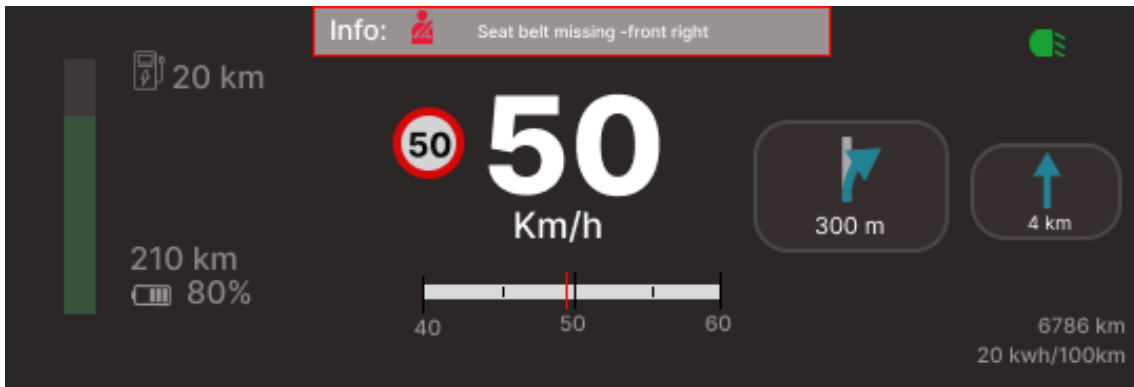 Info: Seat belt missing -front right
20 km
50
50
Km/h
300 m
4 km
210 km
80%
40 50 60
6786 km
20 kwh/100km